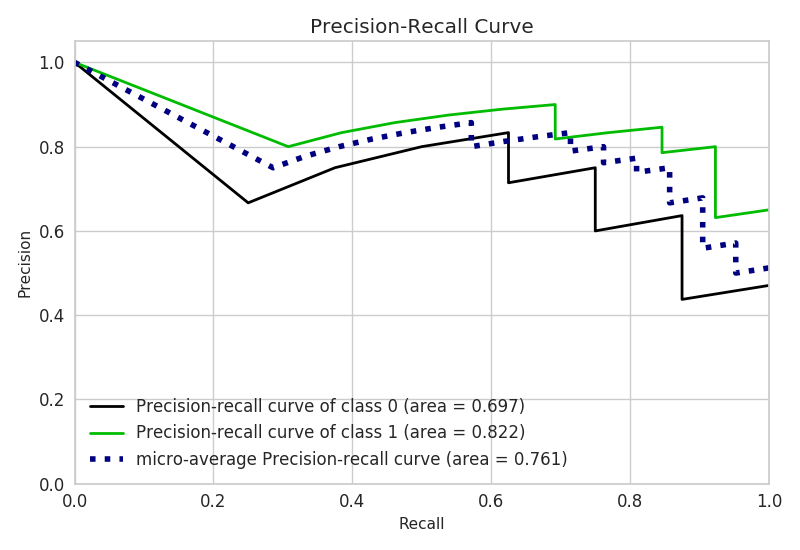 Precision-Recall Curve
1.0
0.8
0.6
0.4
0.2
0.0
Precision
Precision-recall curve of class 0 (area = 0.697)
Precision-recall curve of class 1 (area = 0.822)
micro-average Precision-recall curve (area = 0.761)
0.0 0.2 0.4 0.6 0.8 1.0
Recall